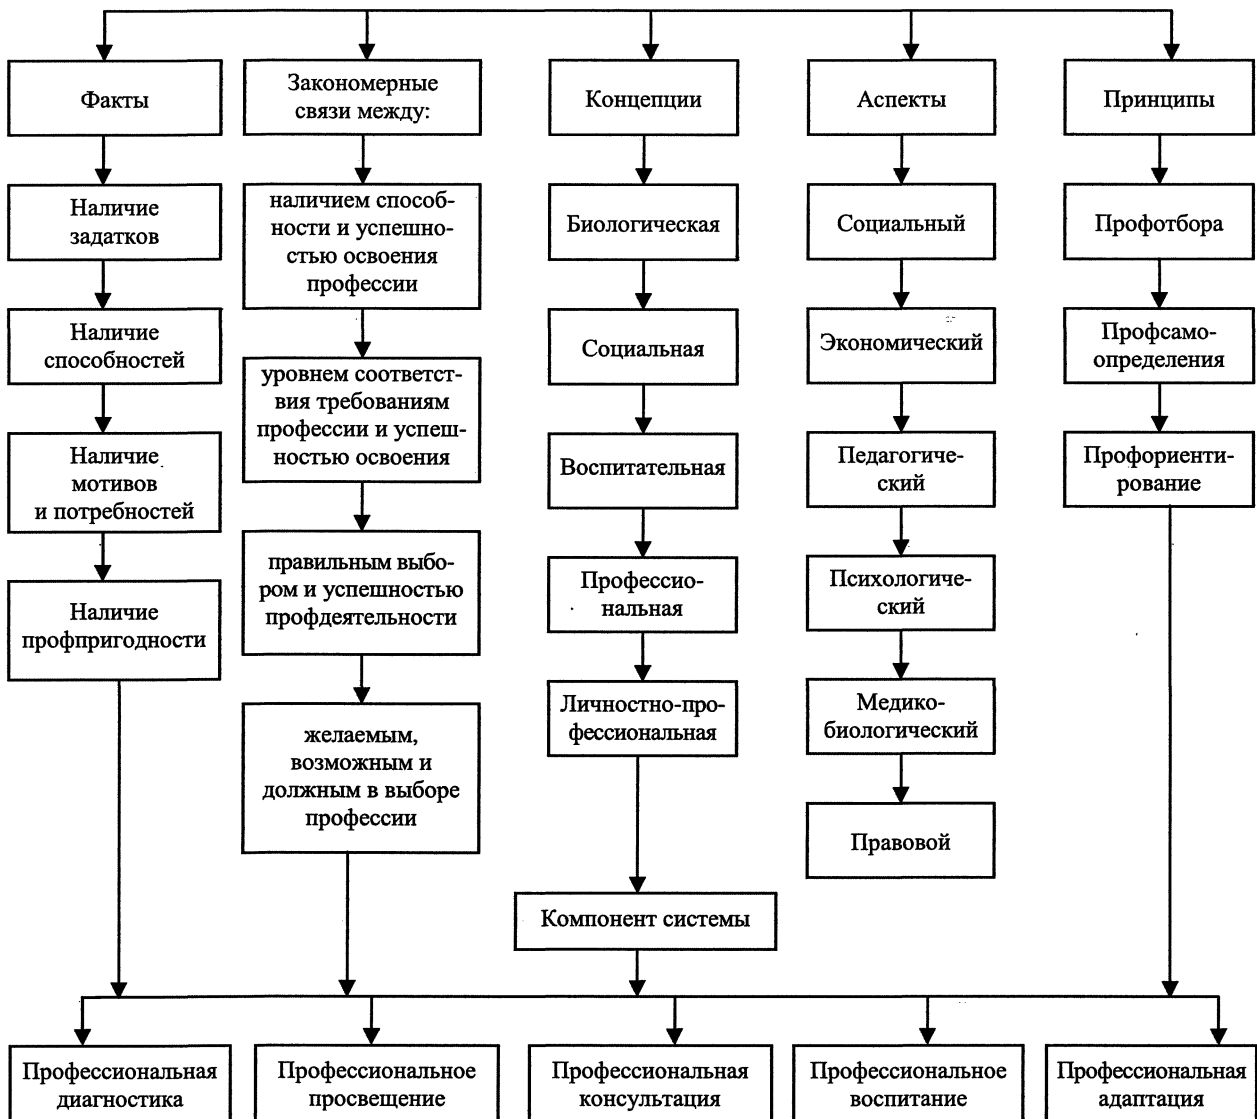 Факты
Закономерные
связи между:
Концепции
Аспекты
Принципы
Наличие
задатков
Наличие
способностей
Наличие
мотивов
и потребностей
Наличие
профпригодности
наличием способ-
ности и успешно-
стью освоения
профессии
уровнем соответст-
вия требованиям
профессии и успеш-
ностью освоения
правильным выбо-
ром и успешностью
профдеятельности
желаемым,
возможным и
должным в выборе
профессии
Биологическая
Социальная
Воспитательная
Профессио-
нальная
Личностно-про-
фессиональная
Компонент системы
Социальный
Экономический
Педагогиче-
ский
Психологиче-
ский
Медико-
биологический
Правовой
Профотбора
Профсамо-
определения
Профориенти-
рование
Профессиональная
диагностика
Профессиональное
просвещение
Профессиональная
консультация
Профессиональное
воспитание
Профессиональная
адаптация